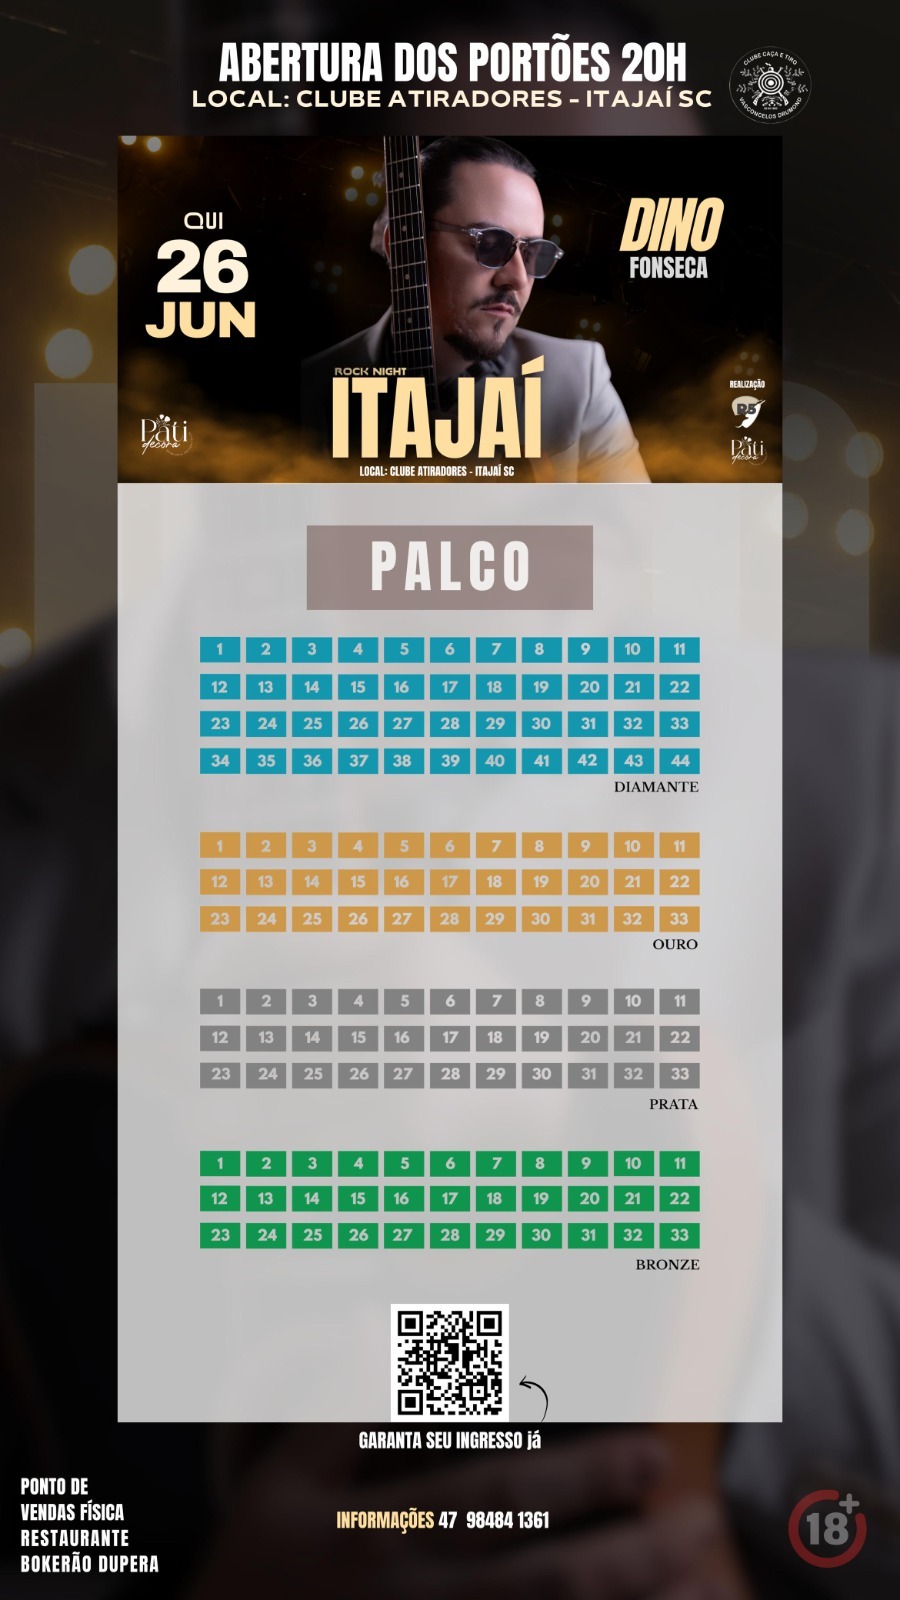 ABERTURA DOS PORTÕES 20H
LOCAL: CLUBE ATIRADORES - ITAJAÍ SC
CLUBE CAÇA E TIRO
VASCONCELOS DRUMOND
QUI
26
JUN
DINO
FONSECA
ROCK NIGHT
ITAJAÍ
LOCAL: CLUBE ATIRADORES - ITAJAÍ SC
Pati
decora
REALIZAÇÃO
Pati
decora
PALCO
1 2 3 4 5 6 7 8 9 10 11
12 13 14 15 16 17 18 19 20 21 22
23 24 25 26 27 28 29 30 31 32 33
34 35 36 37 38 39 40 41 42 43 44
DIAMANTE
1 2 3 4 5 6 7 8 9 10 11
12 13 14 15 16 17 18 19 20 21 22
23 24 25 26 27 28 29 30 31 32 33
OURO
1 2 3 4 5 6 7 8 9 10 11
12 13 14 15 16 17 18 19 20 21 22
23 24 25 26 27 28 29 30 31 32 33
PRATA
1 2 3 4 5 6 7 8 9 10 11
12 13 14 15 16 17 18 19 20 21 22
23 24 25 26 27 28 29 30 31 32 33
BRONZE
GARANTA SEU INGRESSO já
PONTO DE
VENDAS FÍSICA
RESTAURANTE
BOKERÃO DUPERA
INFORMAÇÕES 47 98484 1361
18+